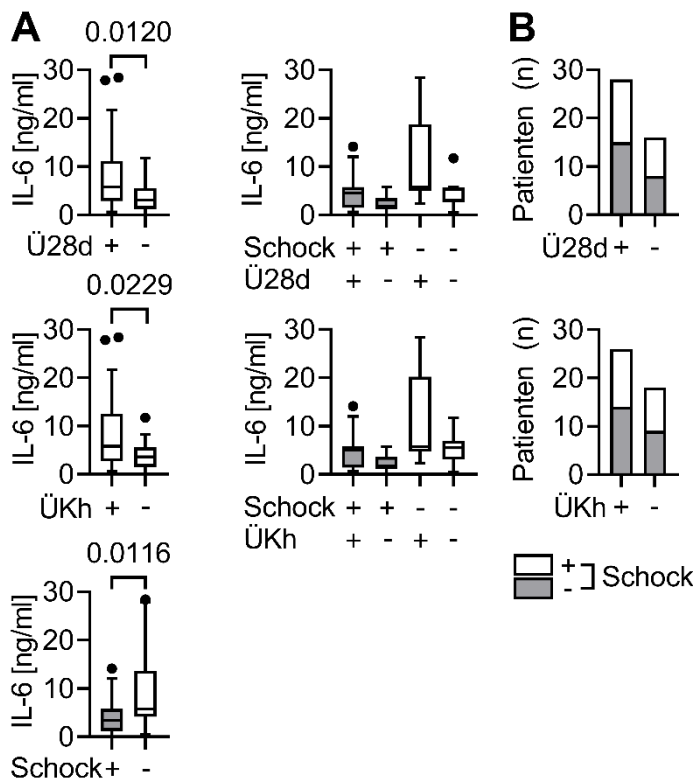 A
0.0120
IL-6 [ng/ml]
30
20
10
0
Ü28d + -
IL-6 [ng/ml]
30
20
10
0
Schock + + - -
Ü28d + - + -
B
Patienten (n)
30
20
10
0
Ü28d + -
0.0229
IL-6 [ng/ml]
30
20
10
0
ÜKh + -
IL-6 [ng/ml]
30
20
10
0
Schock + + - -
ÜKh + - + -
Patienten (n)
30
20
10
0
ÜKh + -
+
- Schock
0.0116
IL-6 [ng/ml]
30
20
10
0
Schock + -